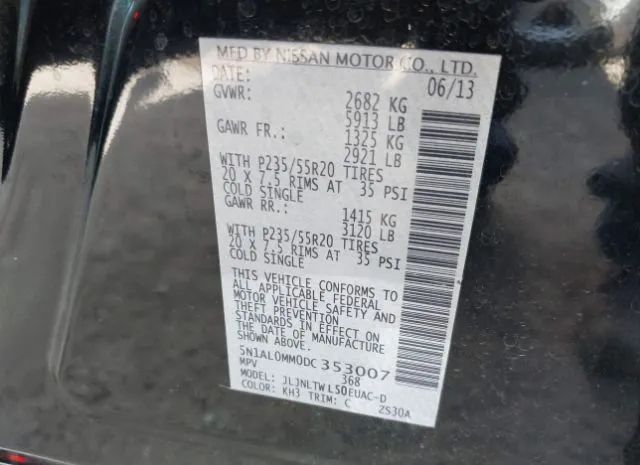 MFD BY NISSAN MOTOR CO., LTD.
DATE: 06/13
GVWR: 2682 KG
5913 LB
GAWR FR.: 1325 KG
2921 LB
WITH P235/55R20 TIRES
20 X 7.5 RIMS AT 35 PSI
COLD SINGLE
GAWR RR.: 1415 KG
3120 LB
WITH P235/55R20 TIRES
20 X 7.5 RIMS AT 35 PSI
COLD SINGLE
THIS VEHICLE CONFORMS TO
ALL APPLICABLE FEDERAL
MOTOR VEHICLE SAFETY AND
THEFT PREVENTION
STANDARDS IN EFFECT ON
THE DATE OF MANUFACTURE
SHOWN ABOVE.
5N1AL0MM0DC353007
MPV 368
MODEL: JLJNLTWL50EUAC-D
COLOR: KH3 TRIM: C ZS30A